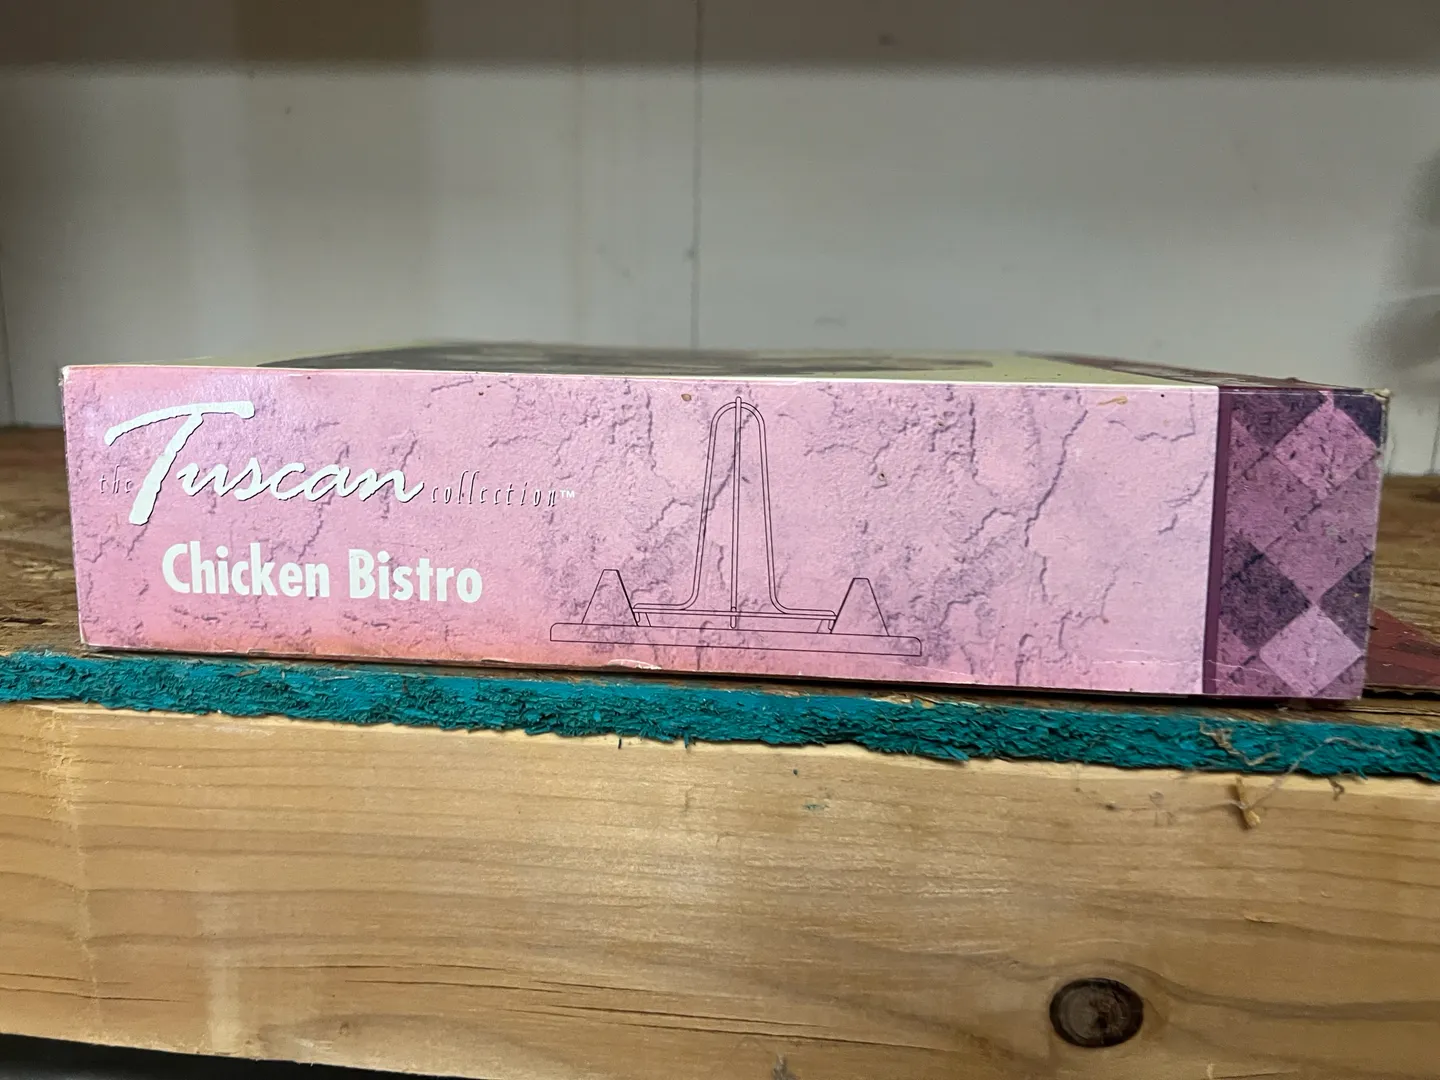 the Tuscan collection™
Chicken Bistro